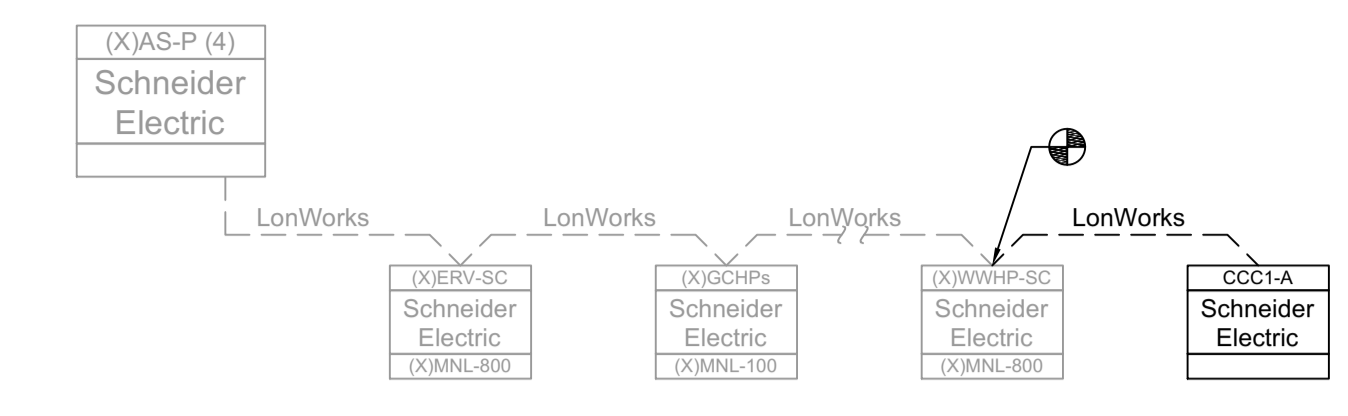 (X)AS-P (4)
Schneider
Electric
LonWorks
LonWorks
LonWorks
LonWorks
(X)ERV-SC
Schneider
Electric
(X)MNL-800
(X)GCHPs
Schneider
Electric
(X)MNL-100
(X)WWHP-SC
Schneider
Electric
(X)MNL-800
CCC1-A
Schneider
Electric